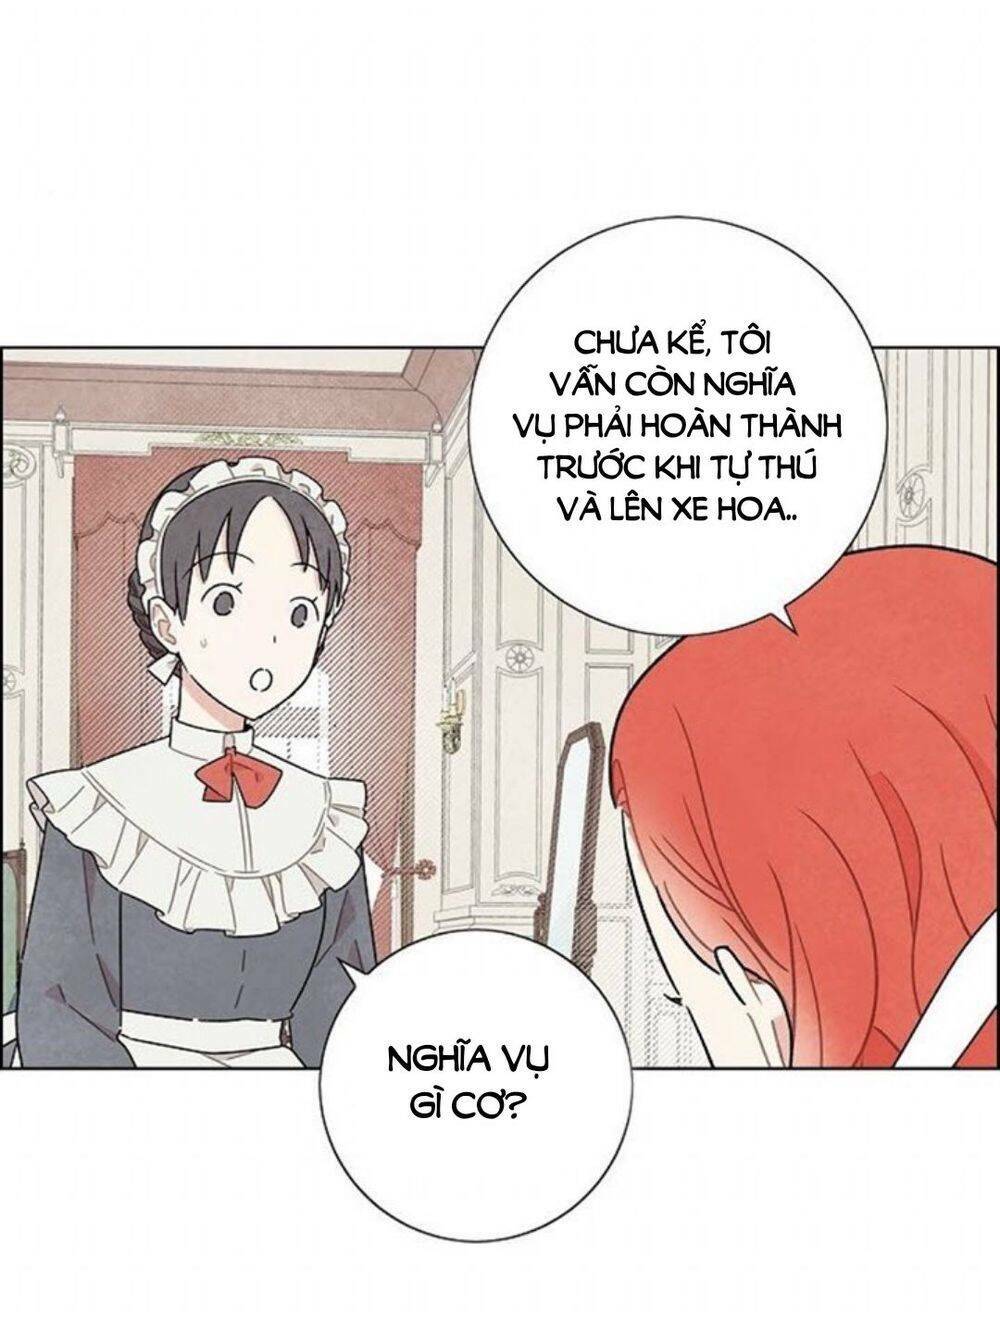 CHƯA KỂ, TÔI
VẪN CÒN NGHĨA
VỤ PHẢI HOÀN THÀNH
TRƯỚC KHI TỰ THÚ
VÀ LÊN XE HOA..
NGHĨA VỤ
GÌ CƠ?